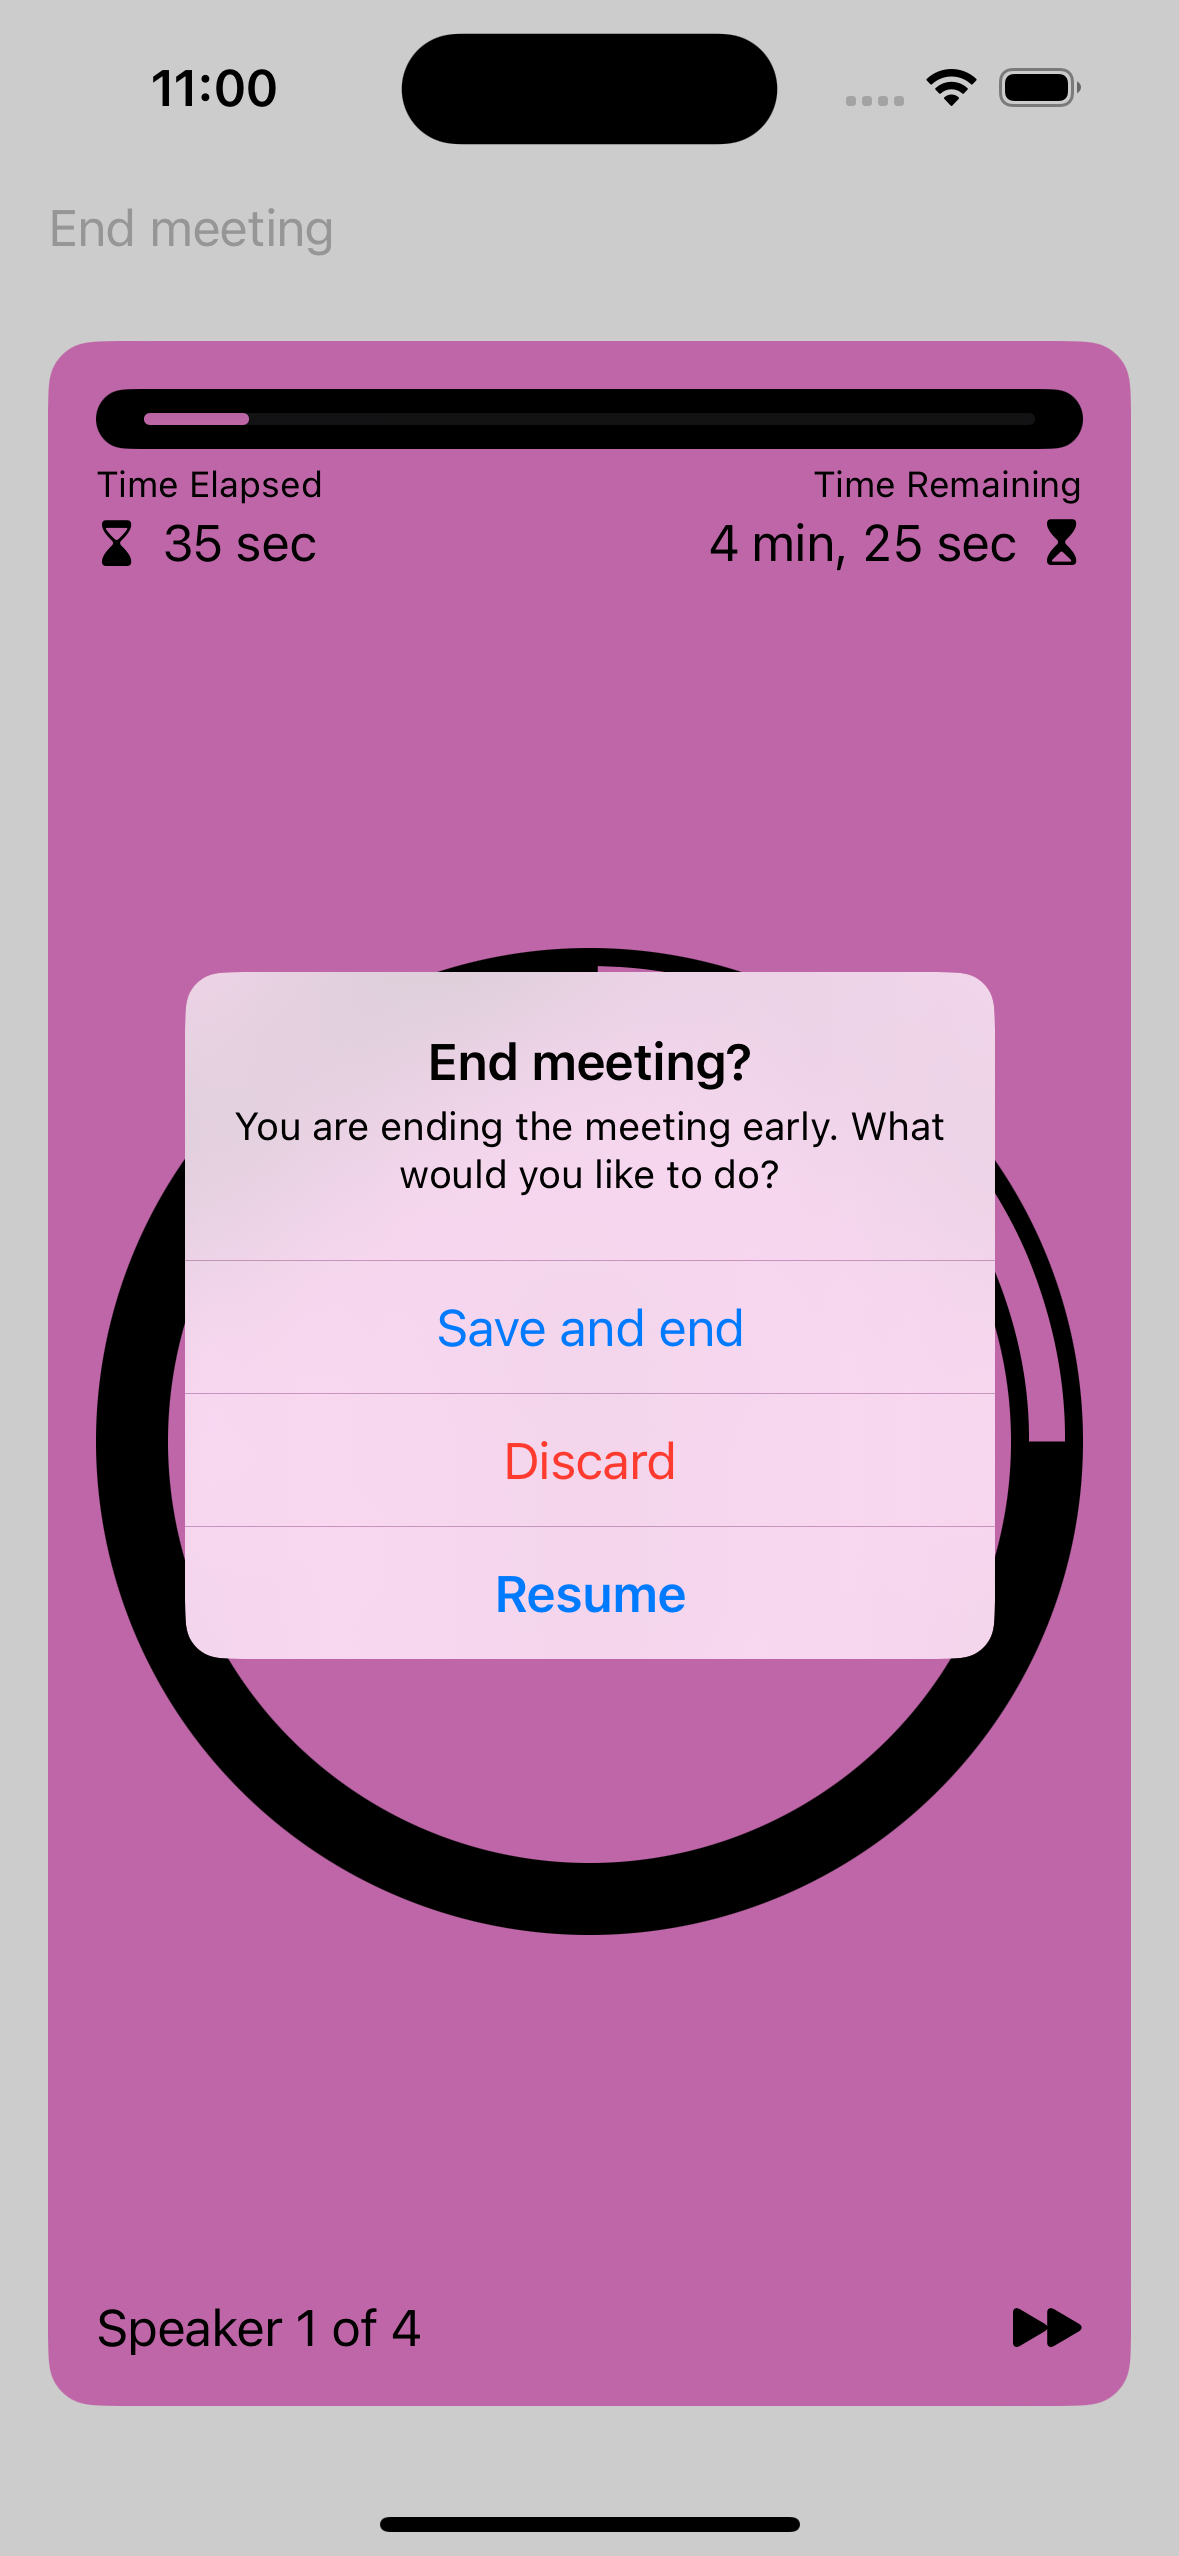 11:00
End meeting
Time Elapsed
Time Remaining
35 sec
4 min, 25 sec
End meeting?
You are ending the meeting early. What
would you like to do?
Save and end
Discard
Resume
Speaker 1 of 4